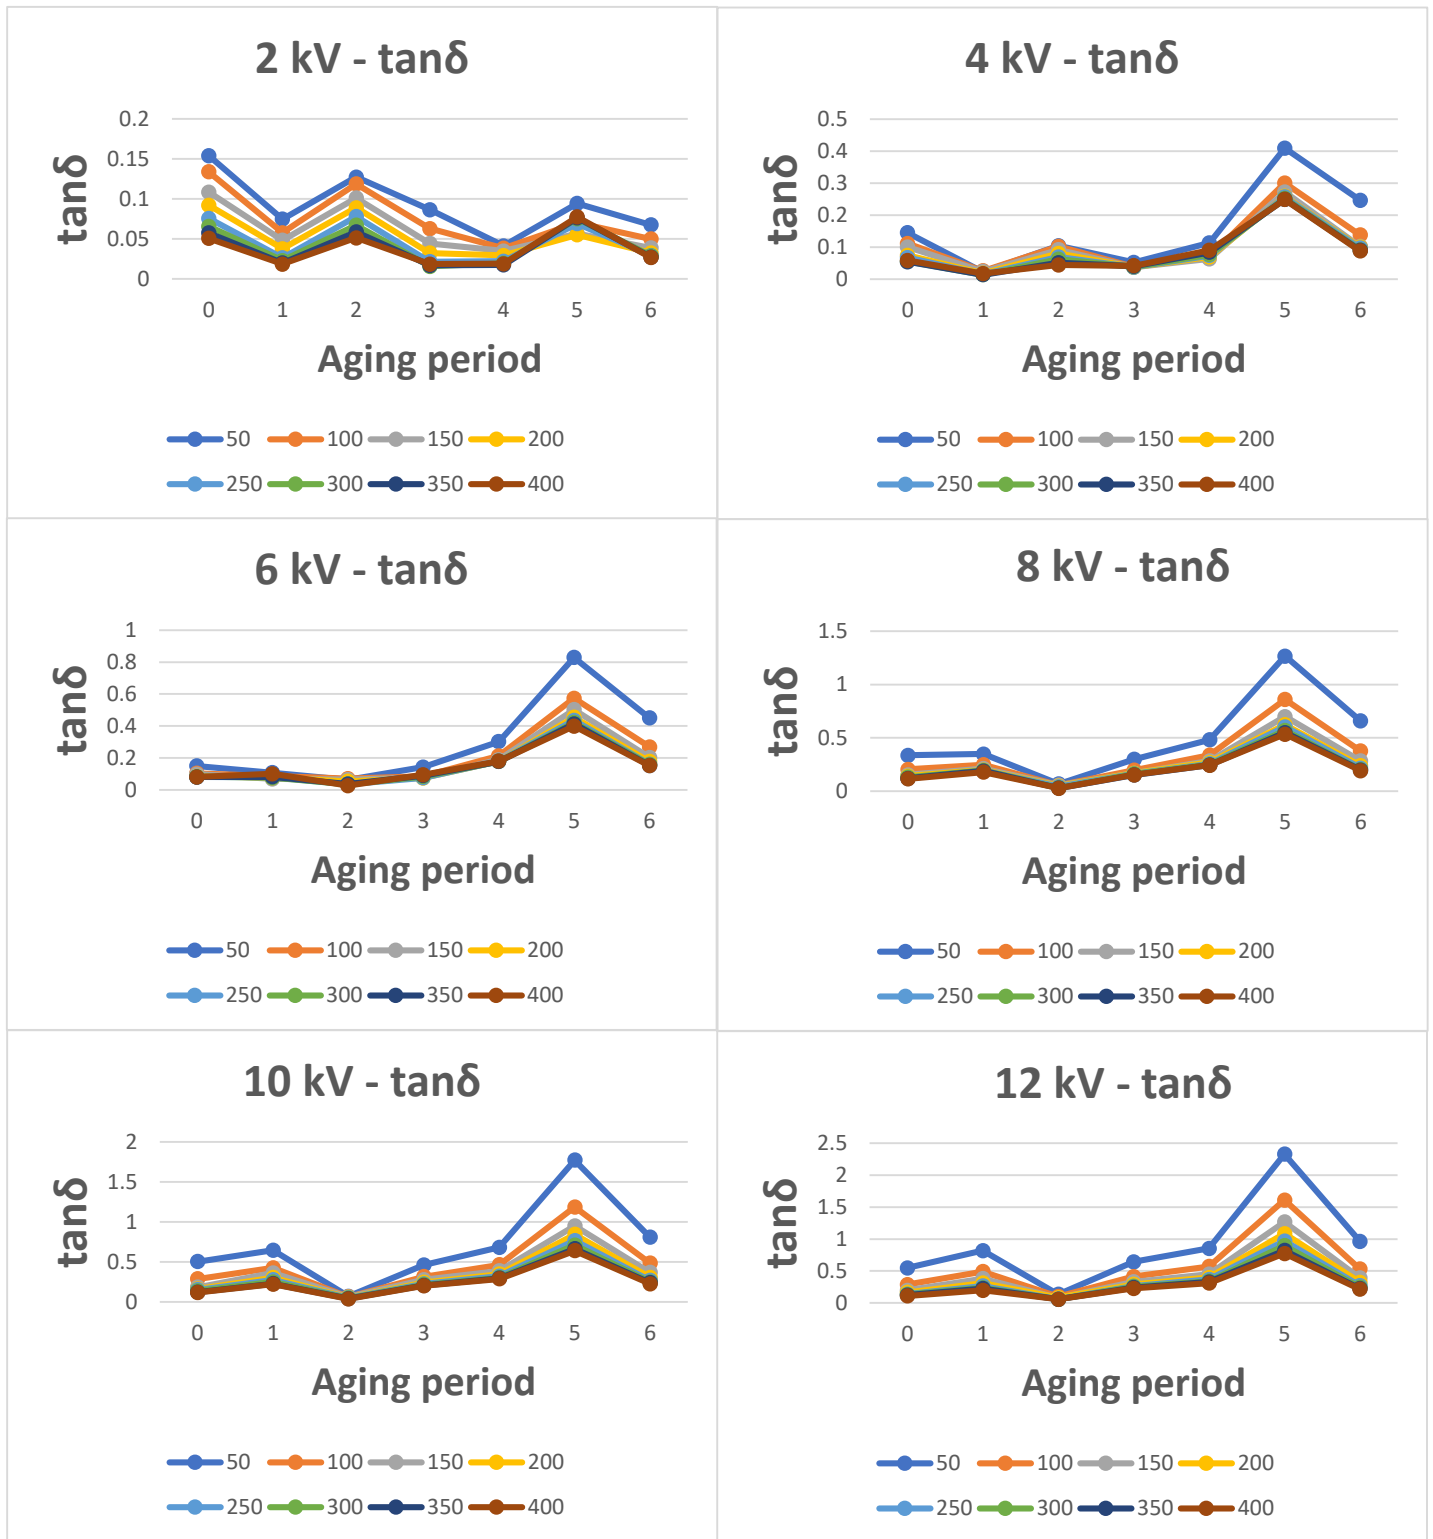 2 kV - tanδ
0.2
0.15
0.1
0.05
0
tanδ
0 1 2 3 4 5 6
Aging period
50 100 150 200
250 300 350 400
4 kV - tanδ
0.5
0.4
0.3
0.2
0.1
0
tanδ
0 1 2 3 4 5 6
Aging period
50 100 150 200
250 300 350 400
6 kV - tanδ
1
0.8
0.6
0.4
0.2
0
tanδ
0 1 2 3 4 5 6
Aging period
50 100 150 200
250 300 350 400
8 kV - tanδ
1.5
1
0.5
0
tanδ
0 1 2 3 4 5 6
Aging period
50 100 150 200
250 300 350 400
10 kV - tanδ
2
1.5
1
0.5
0
tanδ
0 1 2 3 4 5 6
Aging period
50 100 150 200
250 300 350 400
12 kV - tanδ
2.5
2
1.5
1
0.5
0
tanδ
0 1 2 3 4 5 6
Aging period
50 100 150 200
250 300 350 400